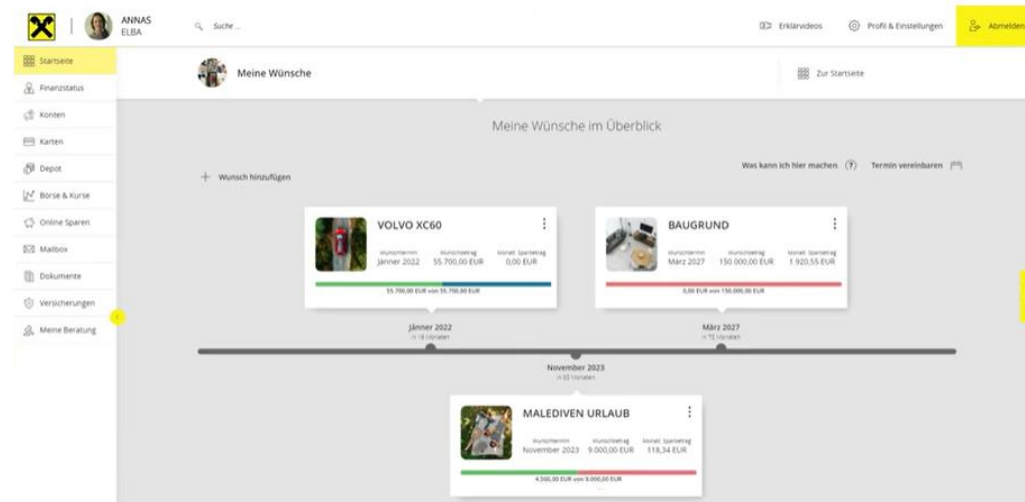 ANNAS
ELBA
Suche ...
Erklärvideos
Profil & Einstellungen
Abmelden
Startseite
Finanzstatus
Konten
Karten
Depot
Börse & Kurse
Online Sparen
Mailbox
Dokumente
Versicherungen
Meine Beratung
Meine Wünsche
Zur Startseite
Meine Wünsche im Überblick
Wunsch hinzufügen
Was kann ich hier machen ?
Termin vereinbaren
VOLVO XC60
Wunschtermin Wunschbetrag Monatl. Sparbetrag
Jänner 2022 55.700,00 EUR 0,00 EUR
55.700,00 EUR von 55.700,00 EUR
BAUGRUND
Wunschtermin Wunschbetrag Monatl. Sparbetrag
März 2027 150.000,00 EUR 1.920,55 EUR
0,00 EUR von 150.000,00 EUR
Jänner 2022
Monaten
März 2027
Monaten
November 2023
Monaten
MALEDIVEN URLAUB
Wunschtermin Wunschbetrag Monatl. Sparbetrag
November 2023 9.000,00 EUR 118,34 EUR
4.500,00 EUR von 9.000,00 EUR